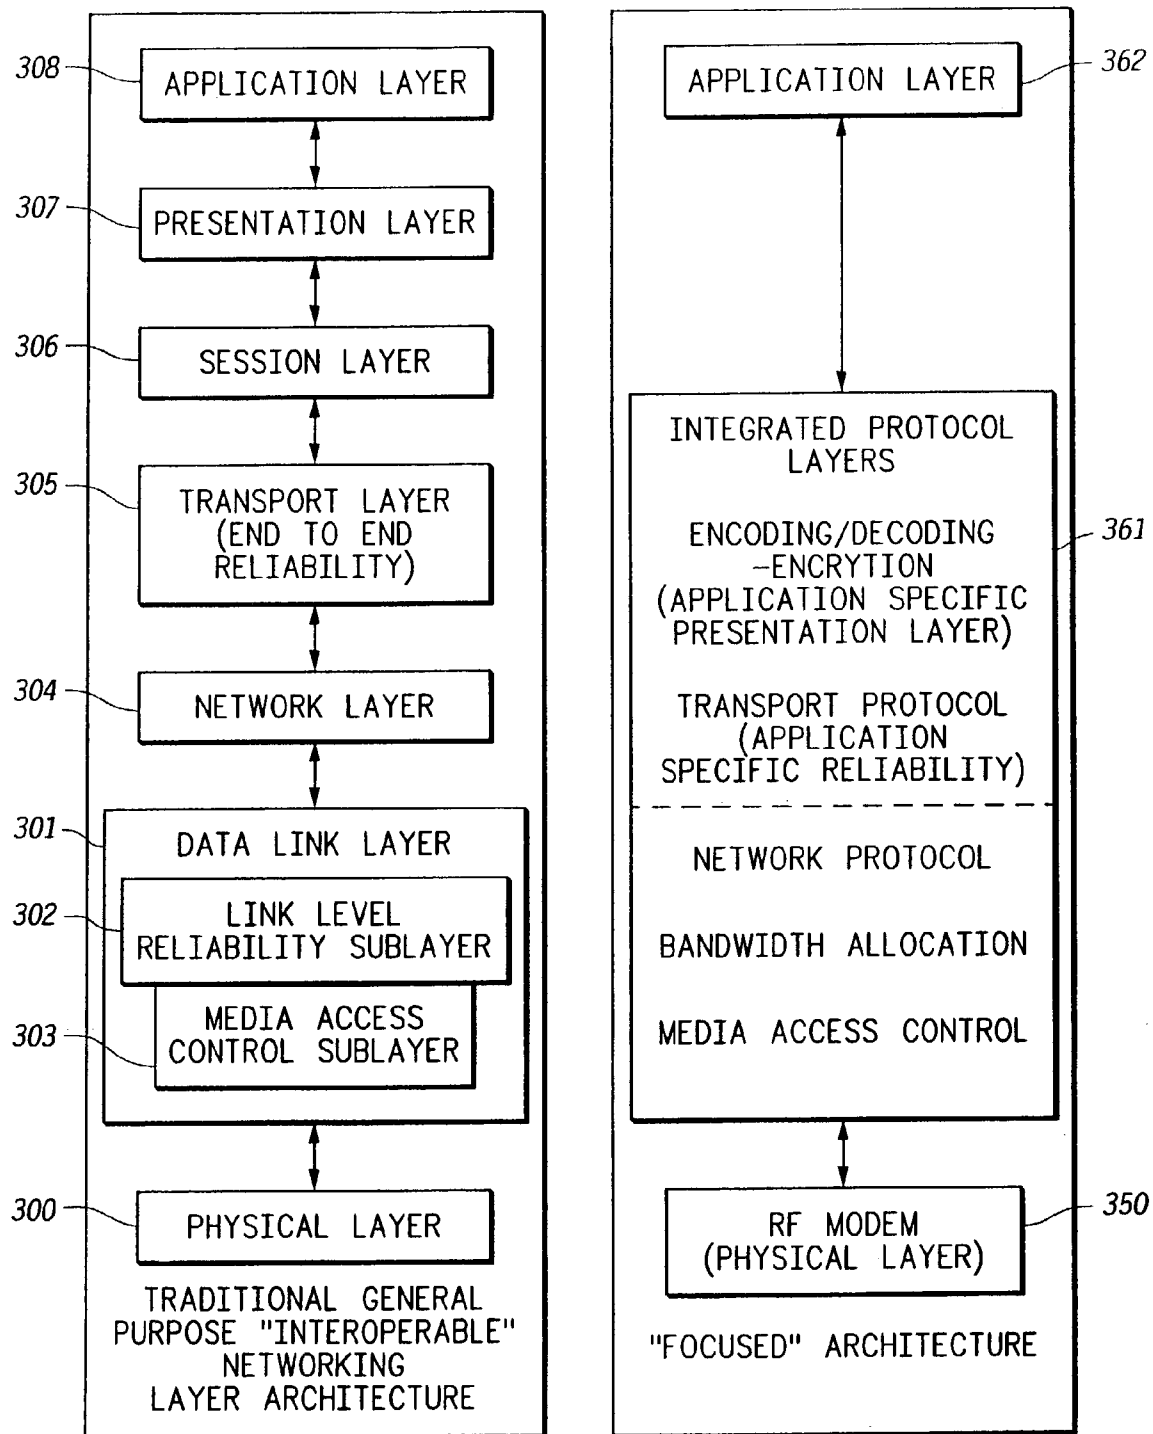 308
APPLICATION LAYER
307
PRESENTATION LAYER
306
SESSION LAYER
305
TRANSPORT LAYER
(END TO END
RELIABILITY)
304
NETWORK LAYER
301
DATA LINK LAYER
302
LINK LEVEL
RELIABILITY SUBLAYER
303
MEDIA ACCESS
CONTROL SUBLAYER
300
PHYSICAL LAYER
TRADITIONAL GENERAL
PURPOSE "INTEROPERABLE"
NETWORKING
LAYER ARCHITECTURE
APPLICATION LAYER
362
INTEGRATED PROTOCOL
LAYERS
ENCODING/DECODING
-ENCRYTION
(APPLICATION SPECIFIC
PRESENTATION LAYER)
361
TRANSPORT PROTOCOL
(APPLICATION
SPECIFIC RELIABILITY)
NETWORK PROTOCOL
BANDWIDTH ALLOCATION
MEDIA ACCESS CONTROL
RF MODEM
(PHYSICAL LAYER)
350
"FOCUSED" ARCHITECTURE